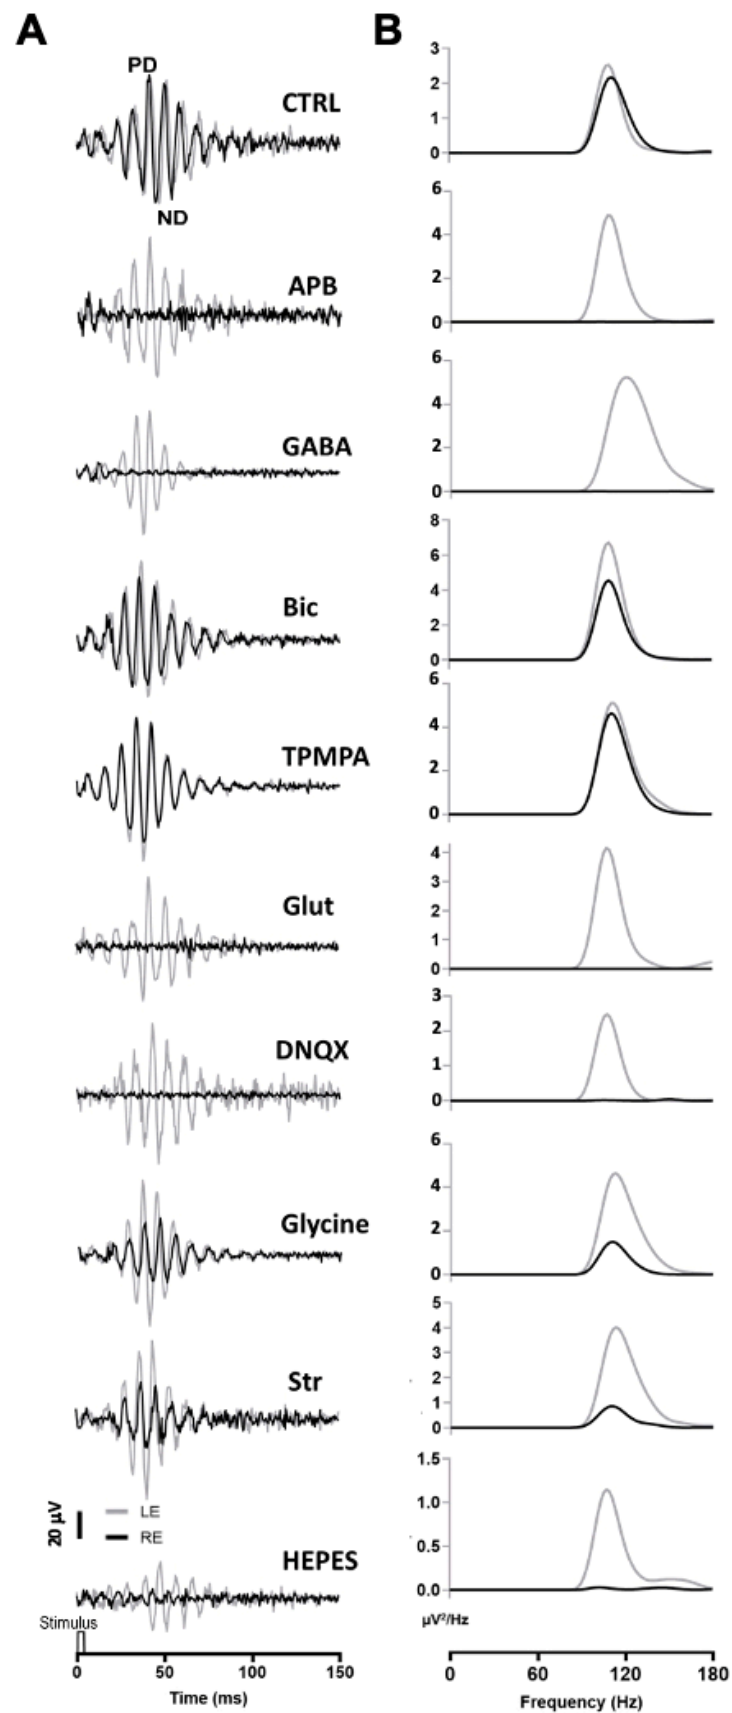 A
B
PD
CTRL
ND
3
2
1
0
APB
6
4
2
0
GABA
6
4
2
0
Bic
8
6
4
2
0
TPMPA
6
4
2
0
Glut
4
3
2
1
0
DNQX
3
2
1
0
Glycine
6
4
2
0
Str
5
4
3
2
1
0
20 µV
LE
RE
HEPES
1.5
1.0
0.5
0.0
Stimulus
µV²/Hz
0 50 100 150
Time (ms)
0 60 120 180
Frequency (Hz)